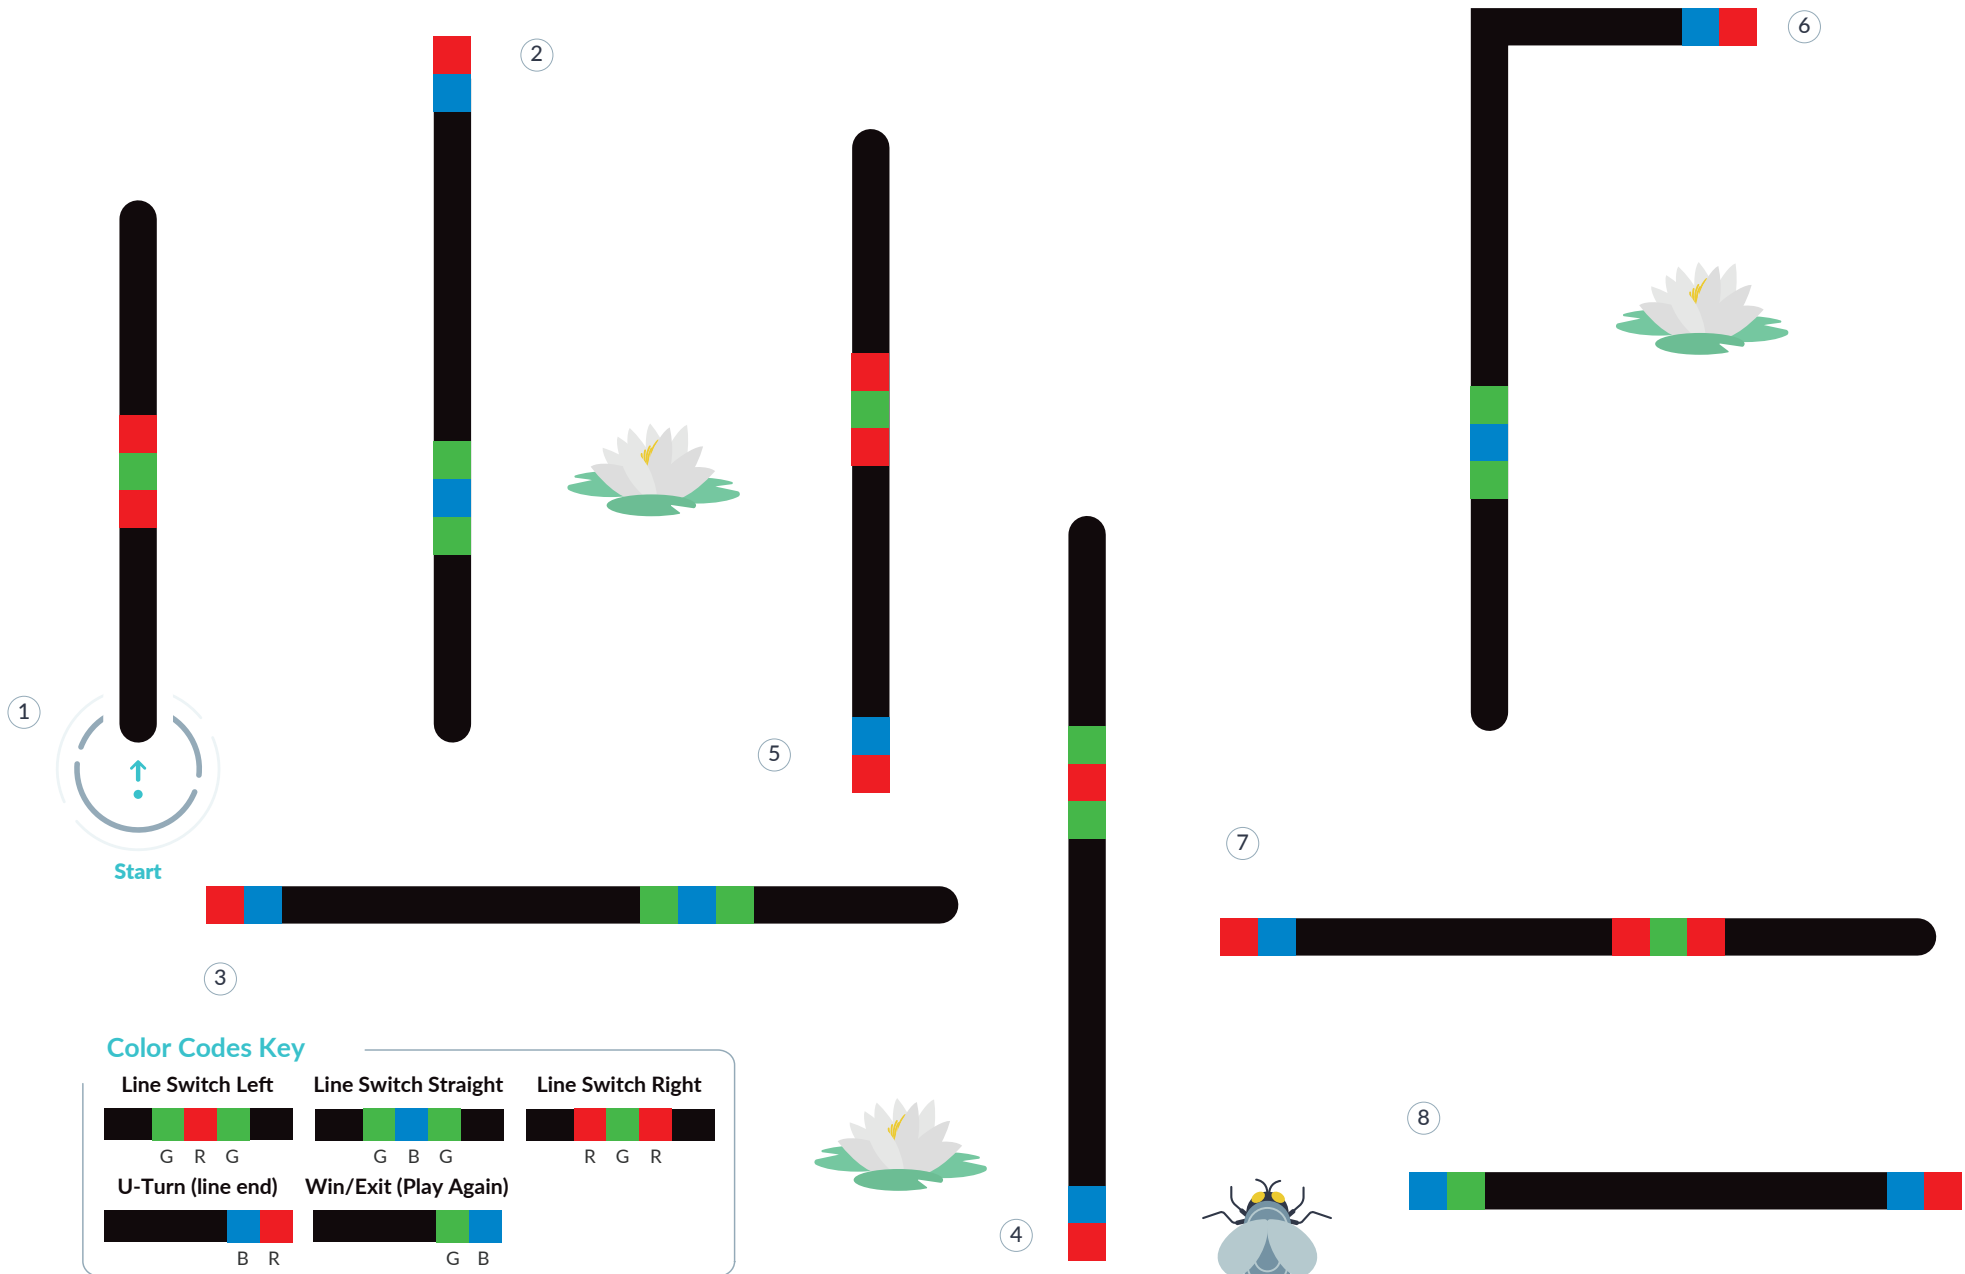 6
2
1
5
Start
7
3
Color Codes Key
Line Switch Left
Line Switch Straight
Line Switch Right
G R G
G B G
R G R
U-Turn (line end)
Win/Exit (Play Again)
B R
G B
8
4